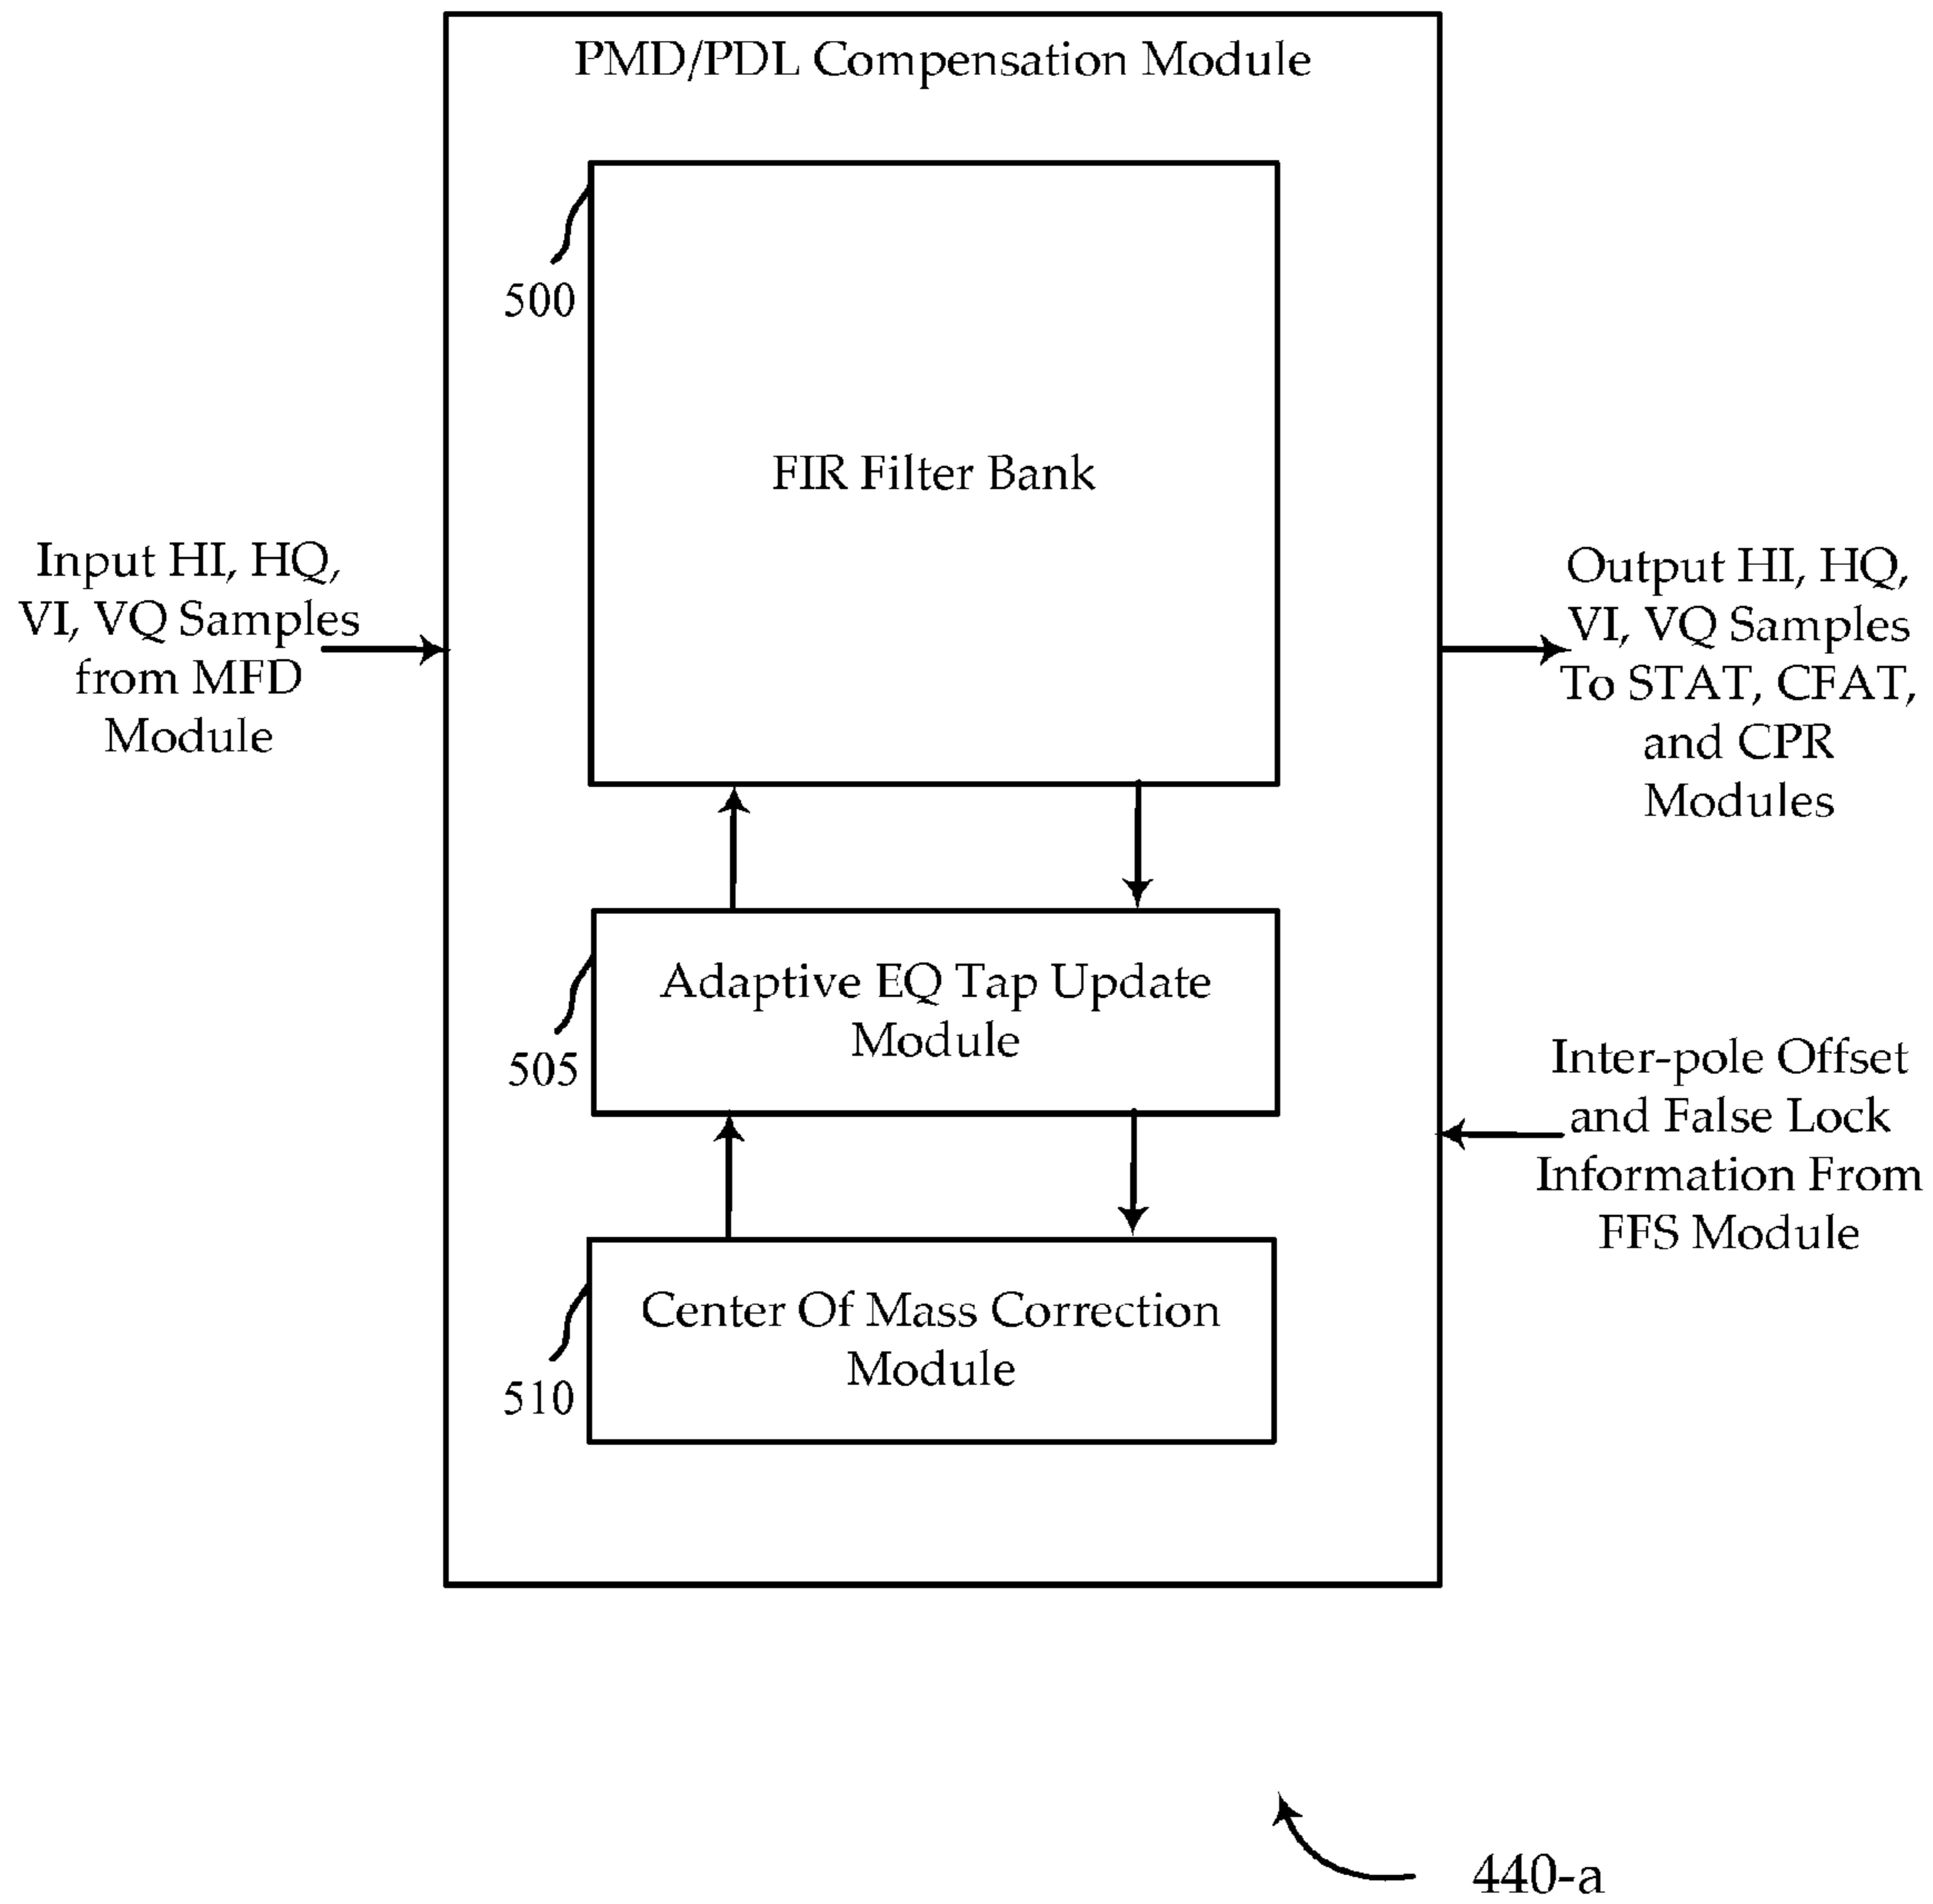 PMD/PDL Compensation Module
500
FIR Filter Bank
Input HI, HQ,
VI, VQ Samples
from MFD
Module
Output HI, HQ,
VI, VQ Samples
To STAT, CFAT,
and CPR
Modules
505
Adaptive EQ Tap Update
Module
Inter-pole Offset
and False Lock
Information From
FFS Module
510
Center Of Mass Correction
Module
440-a